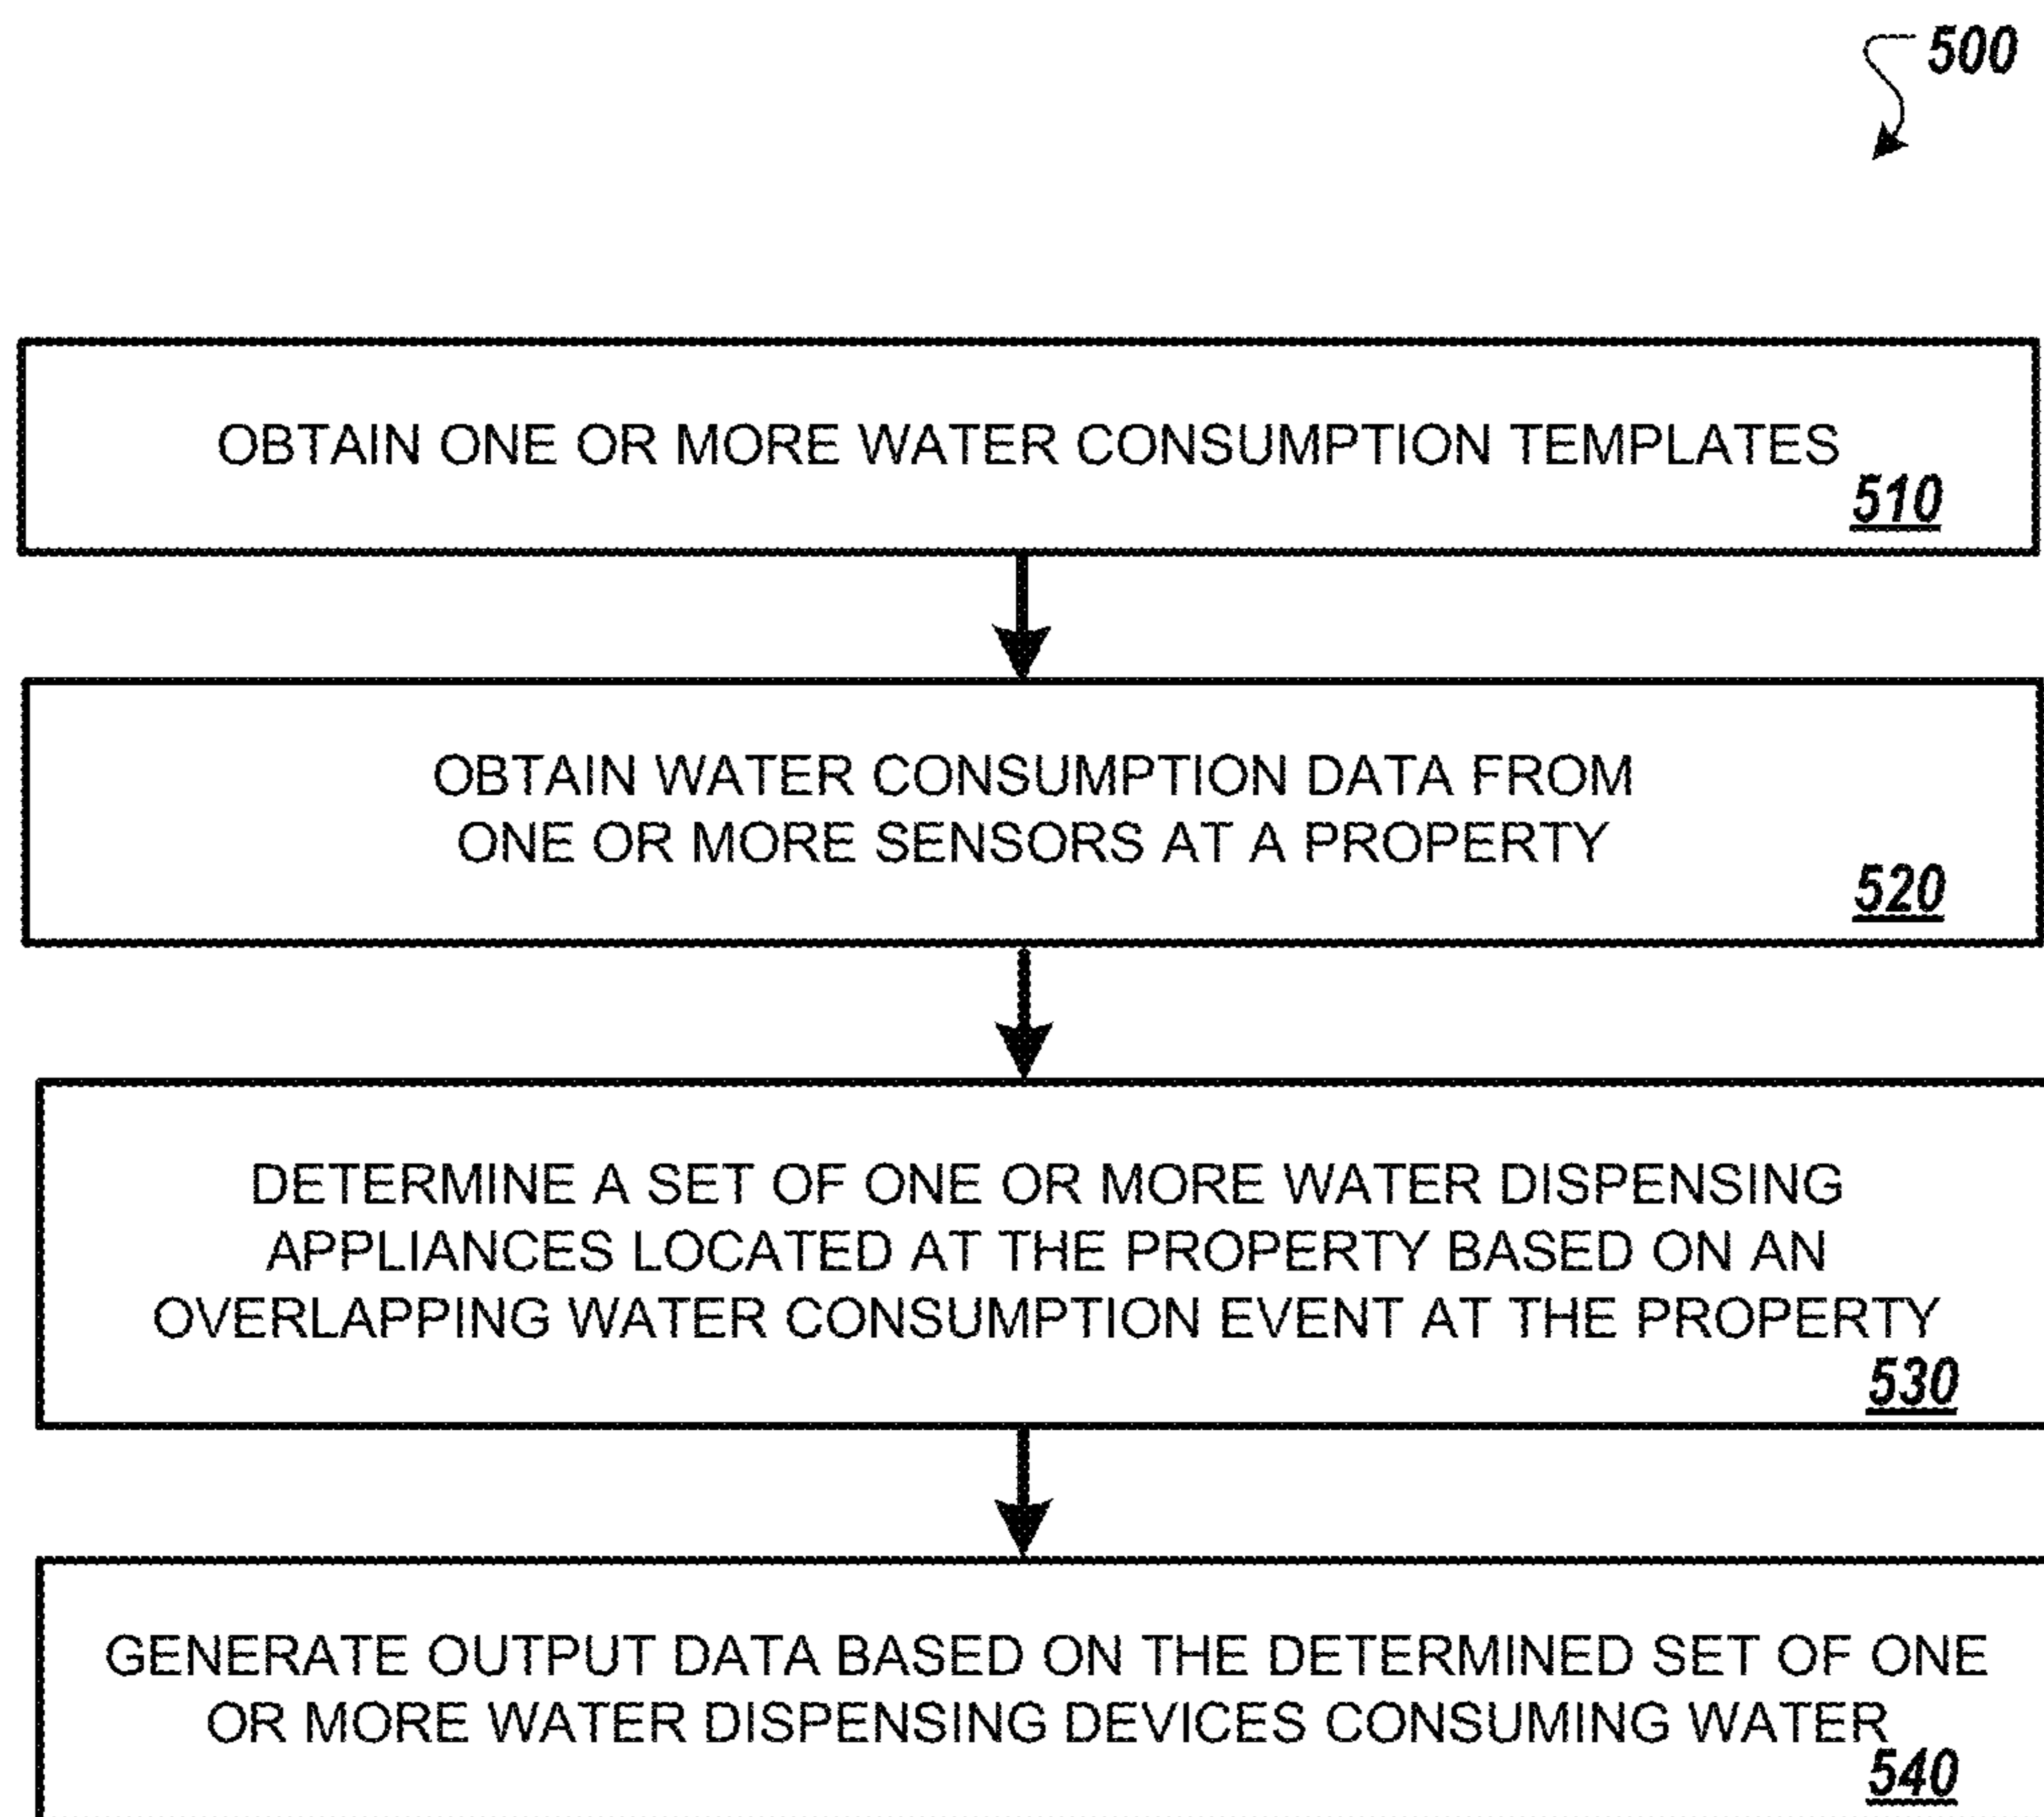 500
OBTAIN ONE OR MORE WATER CONSUMPTION TEMPLATES
510
OBTAIN WATER CONSUMPTION DATA FROM
ONE OR MORE SENSORS AT A PROPERTY
520
DETERMINE A SET OF ONE OR MORE WATER DISPENSING
APPLIANCES LOCATED AT THE PROPERTY BASED ON AN
OVERLAPPING WATER CONSUMPTION EVENT AT THE PROPERTY
530
GENERATE OUTPUT DATA BASED ON THE DETERMINED SET OF ONE
OR MORE WATER DISPENSING DEVICES CONSUMING WATER
540